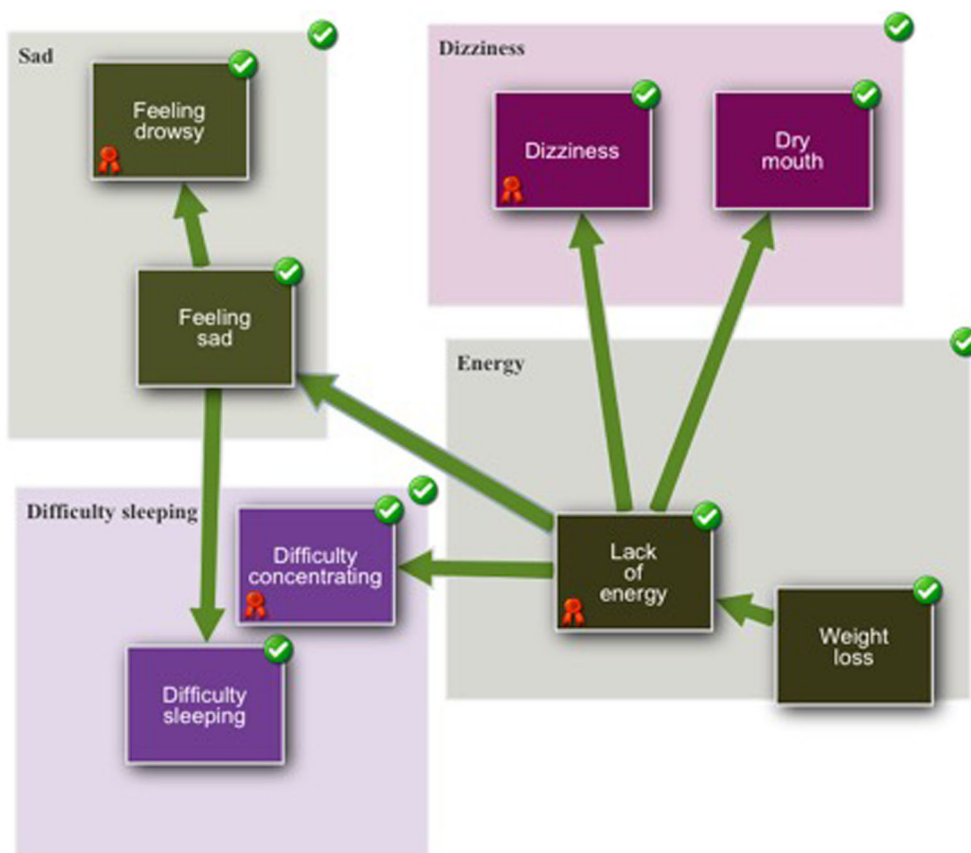 Sad
Feeling
drowsy
Feeling
sad
Dizziness
Dizziness
Dry
mouth
Energy
Lack
of
energy
Weight
loss
Difficulty sleeping
Difficulty
concentrating
Difficulty
sleeping